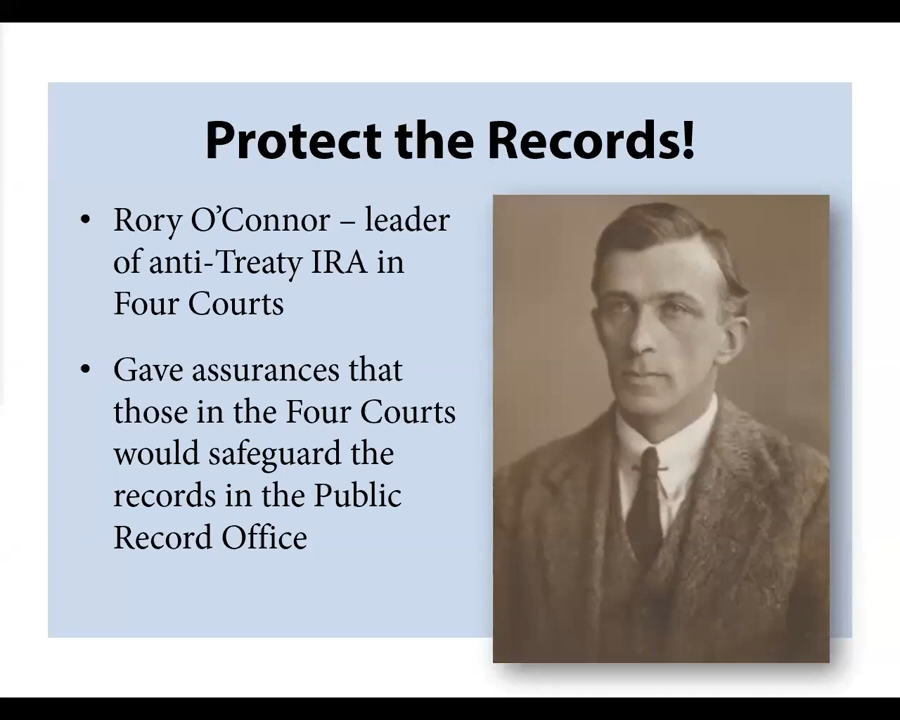 Protect the Records!
• Rory O’Connor – leader
of anti-Treaty IRA in
Four Courts
• Gave assurances that
those in the Four Courts
would safeguard the
records in the Public
Record Office